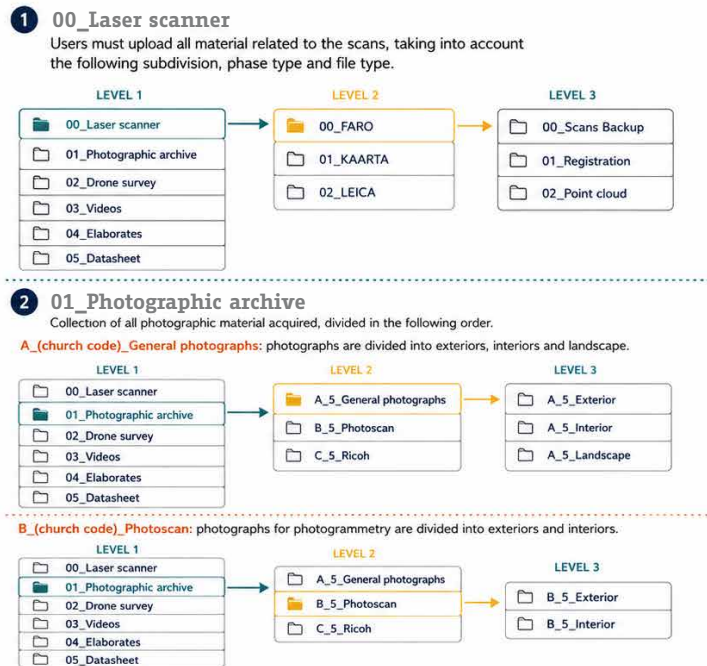 1 00_Laser scanner
Users must upload all material related to the scans, taking into account
the following subdivision, phase type and file type.
LEVEL 1
00_Laser scanner
01_Photographic archive
02_Drone survey
03_Videos
04_Elaborates
05_Datasheet
LEVEL 2
00_FARO
01_KAARTA
02_LEICA
LEVEL 3
00_Scans Backup
01_Registration
02_Point cloud
2 01_Photographic archive
Collection of all photographic material acquired, divided in the following order.
A_(church code)_General photographs: photographs are divided into exteriors, interiors and landscape.
LEVEL 1
00_Laser scanner
01_Photographic archive
02_Drone survey
03_Videos
04_Elaborates
05_Datasheet
LEVEL 2
A_5_General photographs
B_5_Photoscan
C_5_Ricoh
LEVEL 3
A_5_Exterior
A_5_Interior
A_5_Landscape
B_(church code)_Photoscan: photographs for photogrammetry are divided into exteriors and interiors.
LEVEL 1
00_Laser scanner
01_Photographic archive
02_Drone survey
03_Videos
04_Elaborates
05_Datasheet
LEVEL 2
A_5_General photographs
B_5_Photoscan
C_5_Ricoh
LEVEL 3
B_5_Exterior
B_5_Interior